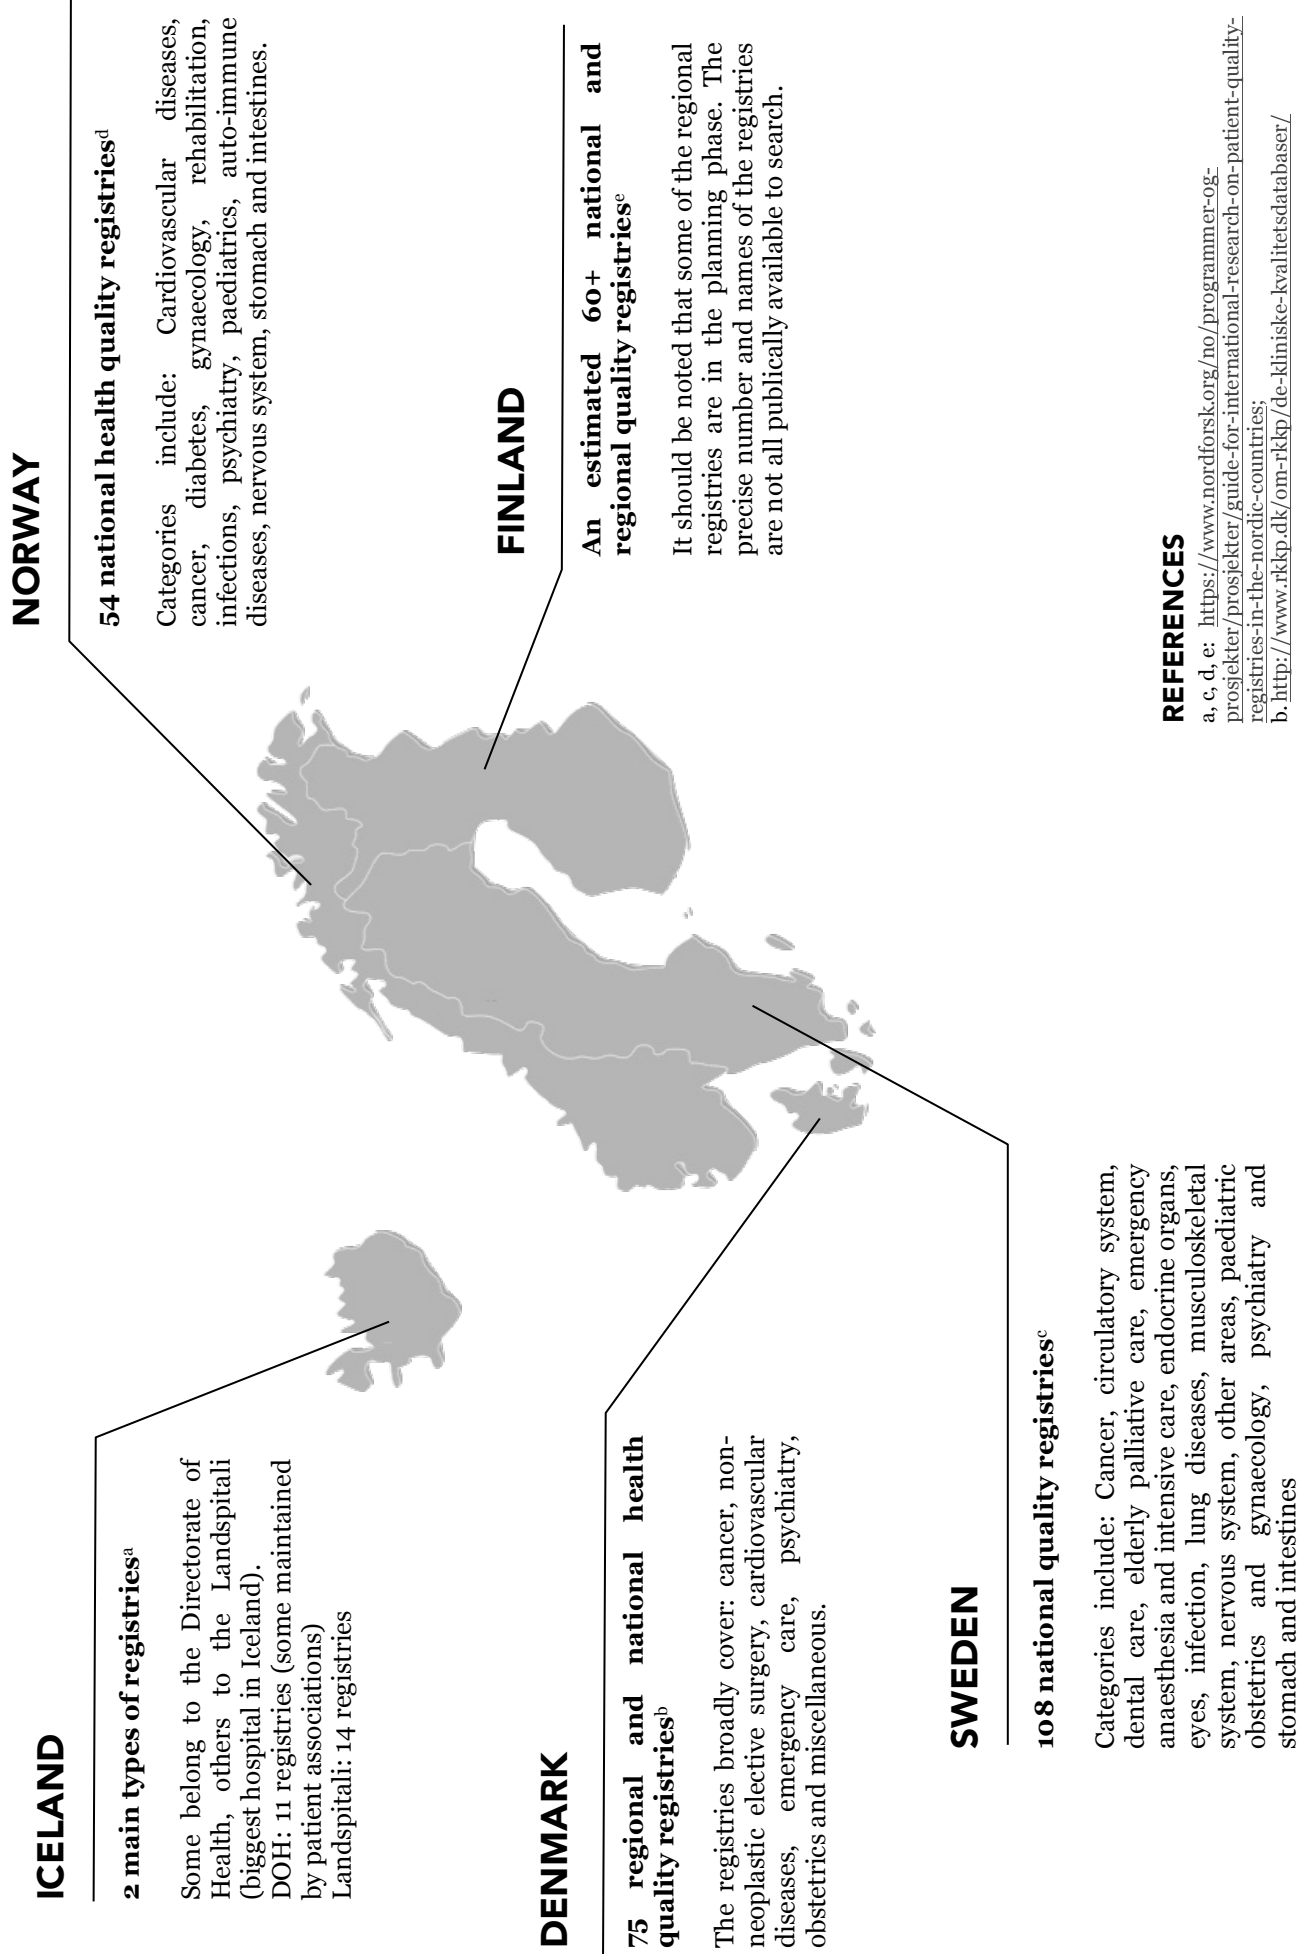 ICELAND
2 main types of registriesa
Some belong to the Directorate of
Health, others to the Landspitali
(biggest hospital in Iceland).
DOH: 11 registries (some maintained
by patient associations)
Landspitali: 14 registries
NORWAY
54 national health quality registriesd
Categories include: Cardiovascular diseases,
cancer, diabetes, gynaecology, rehabilitation,
infections, psychiatry, paediatrics, auto-immune
diseases, nervous system, stomach and intestines.
DENMARK
75 regional and national health
quality registriesb
The registries broadly cover: cancer, non-
neoplastic elective surgery, cardiovascular
diseases, emergency care, psychiatry,
obstetrics and miscellaneous.
FINLAND
An estimated 60+ national and
regional quality registriese
It should be noted that some of the regional
registries are in the planning phase. The
precise number and names of the registries
are not all publically available to search.
SWEDEN
108 national quality registriesc
Categories include: Cancer, circulatory system,
dental care, elderly palliative care, emergency
anaesthesia and intensive care, endocrine organs,
eyes, infection, lung diseases, musculoskeletal
system, nervous system, other areas, paediatric
obstetrics and gynaecology, psychiatry and
stomach and intestines
REFERENCES
a, c, d, e: https://www.nordforsk.org/no/programmer-og-
prosjekter/prosjekter/guide-for-international-research-on-patient-quality-
registries-in-the-nordic-countries;
b. http://www.rkkp.dk/om-rkkp/de-kliniske-kvalitetsdatabaser/